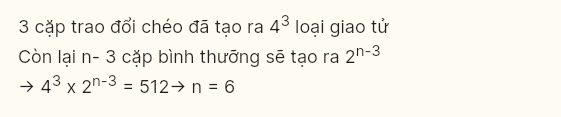 3 cặp trao đổi chéo đã tạo ra 4³ loại giao tử
Còn lại n- 3 cặp bình thưỡng sẽ tạo ra 2ⁿ⁻³
→ 4³ x 2ⁿ⁻³ = 512→ n = 6